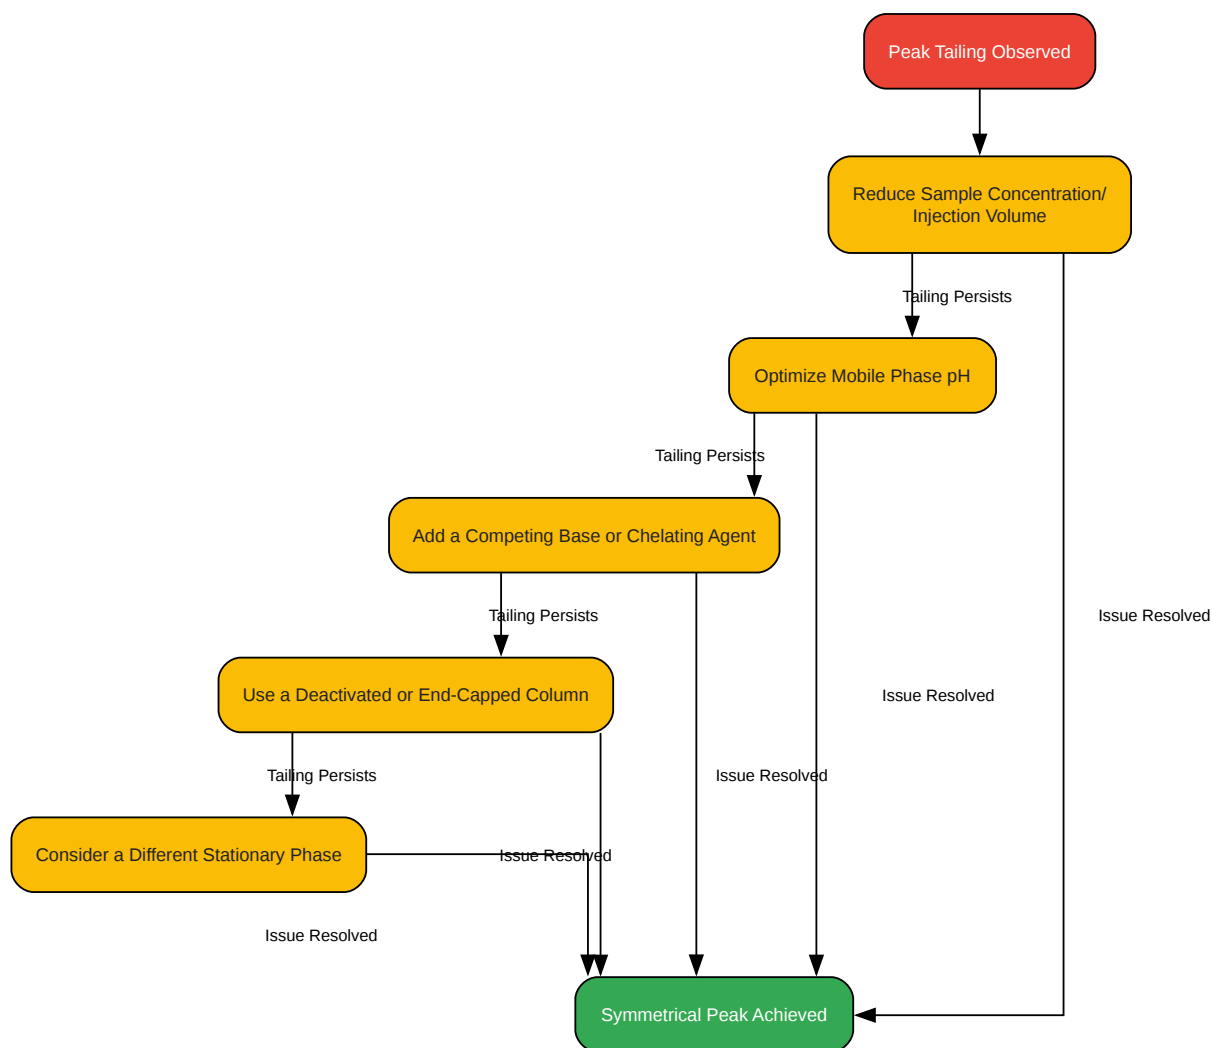 Peak Tailing Observed
Reduce Sample Concentration/
Injection Volume
Tailing Persists
Optimize Mobile Phase pH
Tailing Persists
Add a Competing Base or Chelating Agent
Tailing Persists
Issue Resolved
Use a Deactivated or End-Capped Column
Issue Resolved
Tailing Persists
Issue Resolved
Consider a Different Stationary Phase
Issue Resolved
Issue Resolved
Symmetrical Peak Achieved